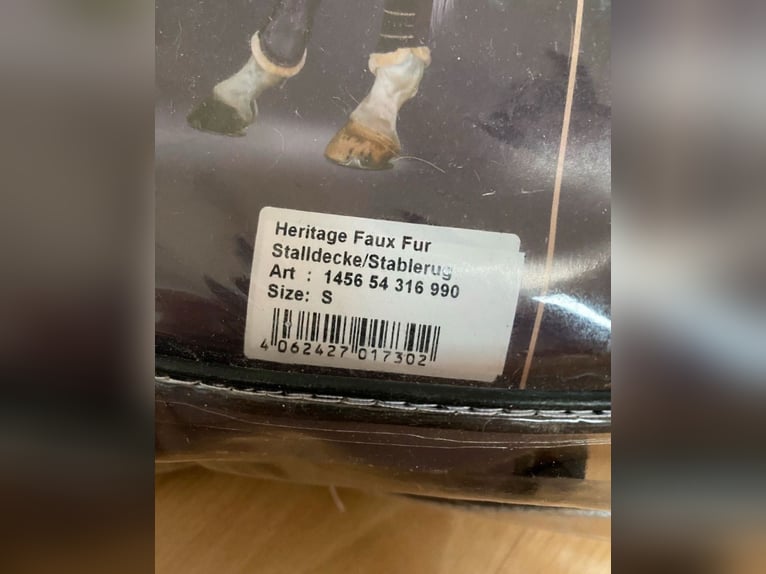 Heritage Faux Fur
Stalldecke/Stablerug
Art : 1456 54 316 990
Size: S
4 062427 017302